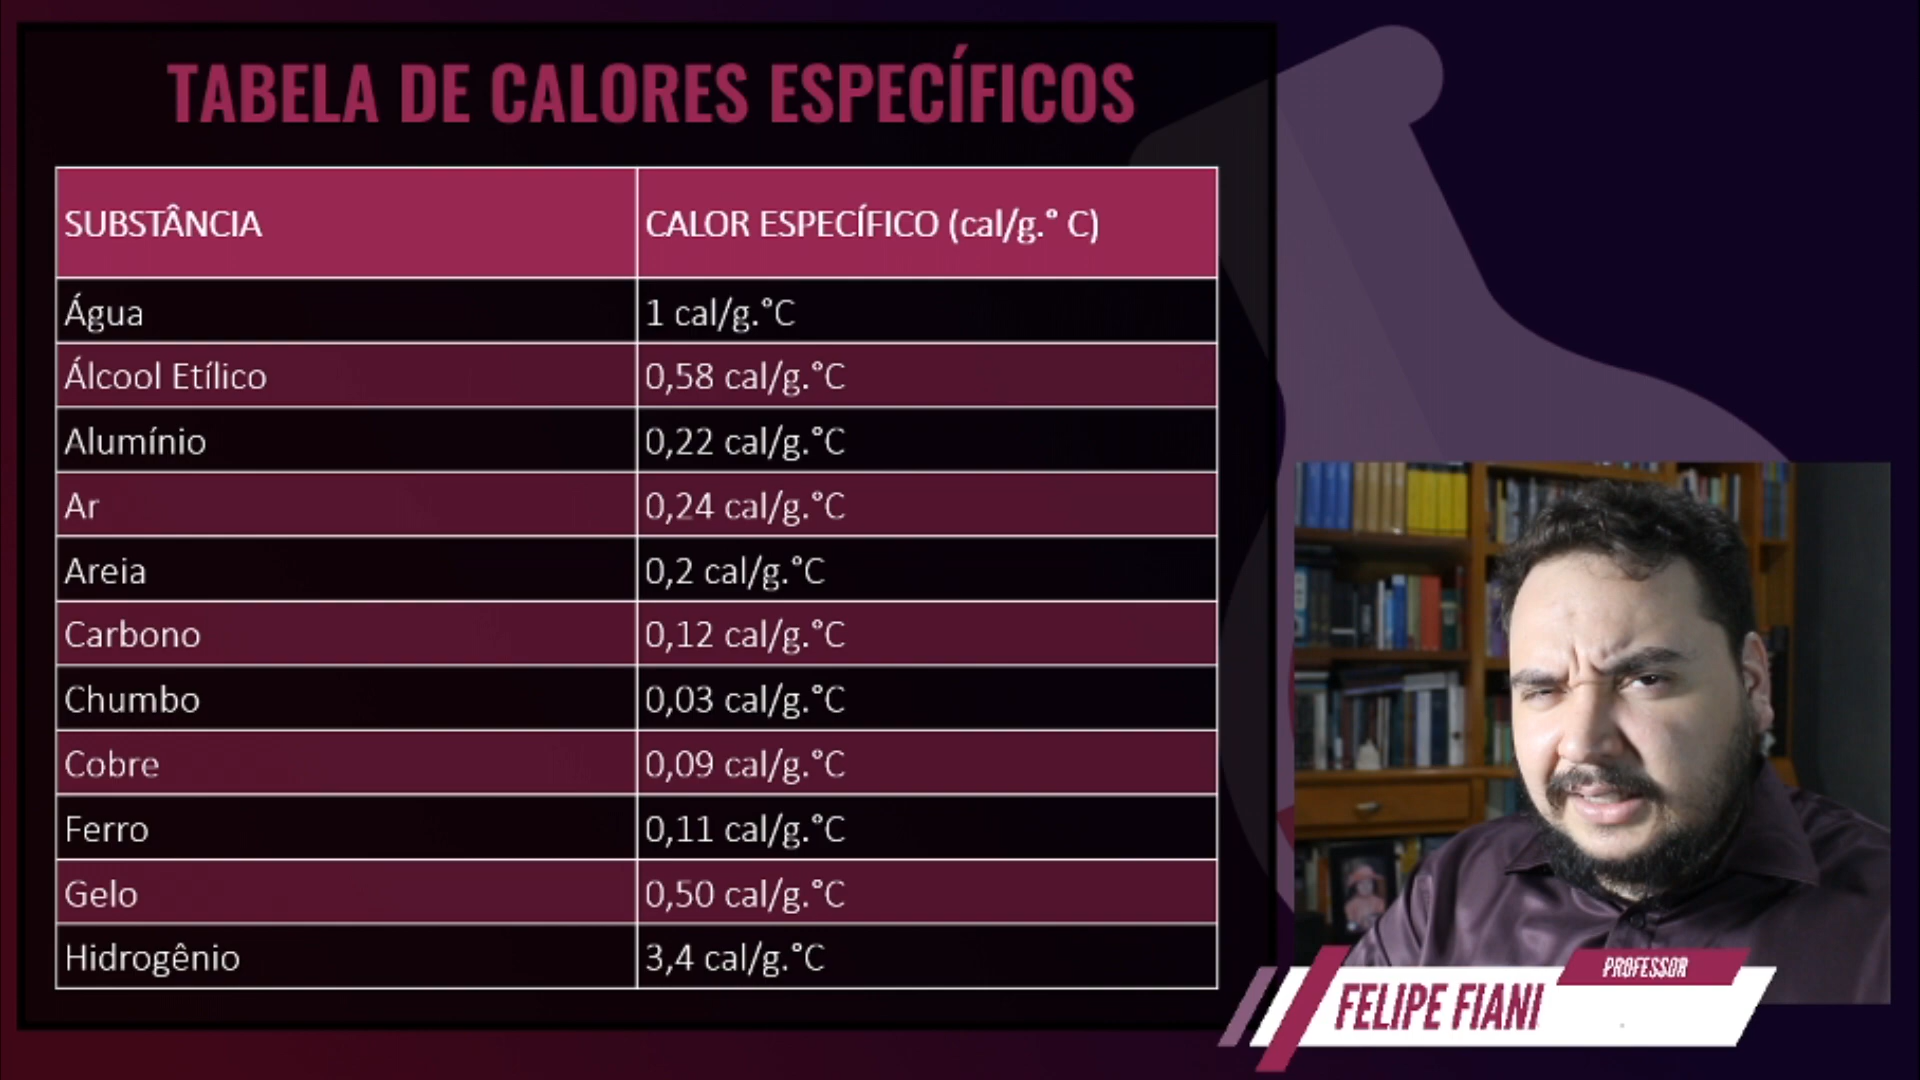 TABELA DE CALORES ESPECÍFICOS
SUBSTÂNCIA CALOR ESPECÍFICO (cal/g.° C)
Água 1 cal/g.°C
Álcool Etílico 0,58 cal/g.°C
Alumínio 0,22 cal/g.°C
Ar 0,24 cal/g.°C
Areia 0,2 cal/g.°C
Carbono 0,12 cal/g.°C
Chumbo 0,03 cal/g.°C
Cobre 0,09 cal/g.°C
Ferro 0,11 cal/g.°C
Gelo 0,50 cal/g.°C
Hidrogênio 3,4 cal/g.°C
PROFESSOR
FELIPE FIANI